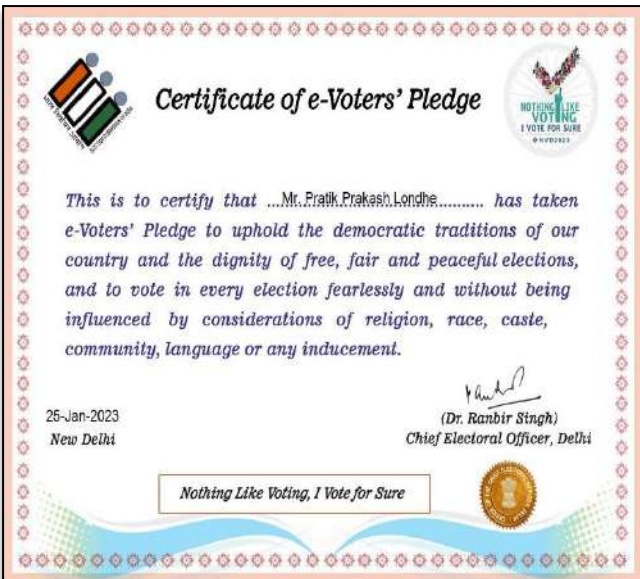 Certificate of e-Voters' Pledge
NOTHING LIKE
VOTING
I VOTE FOR SURE
This is to certify that ...Mr. Pratik Prakash Londhe.......... has taken
e-Voters' Pledge to uphold the democratic traditions of our
country and the dignity of free, fair and peaceful elections,
and to vote in every election fearlessly and without being
influenced by considerations of religion, race, caste,
community, language or any inducement.
25-Jan-2023
New Delhi
(Dr. Ranbir Singh)
Chief Electoral Officer, Delhi
Nothing Like Voting, I Vote for Sure